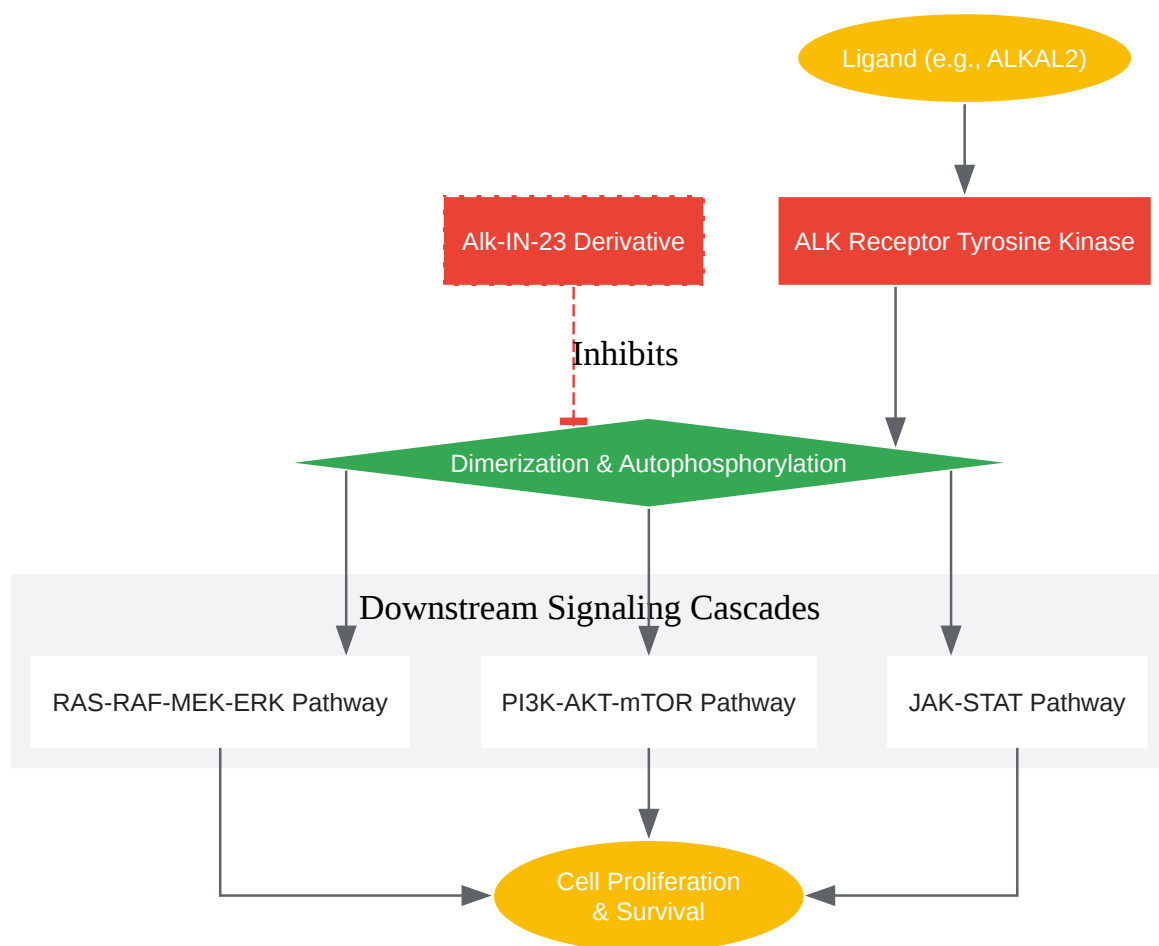 Ligand (e.g., ALKAL2)
Alk-IN-23 Derivative
ALK Receptor Tyrosine Kinase
Inhibits
Dimerization & Autophosphorylation
Downstream Signaling Cascades
RAS-RAF-MEK-ERK Pathway
PI3K-AKT-mTOR Pathway
JAK-STAT Pathway
Cell Proliferation
& Survival